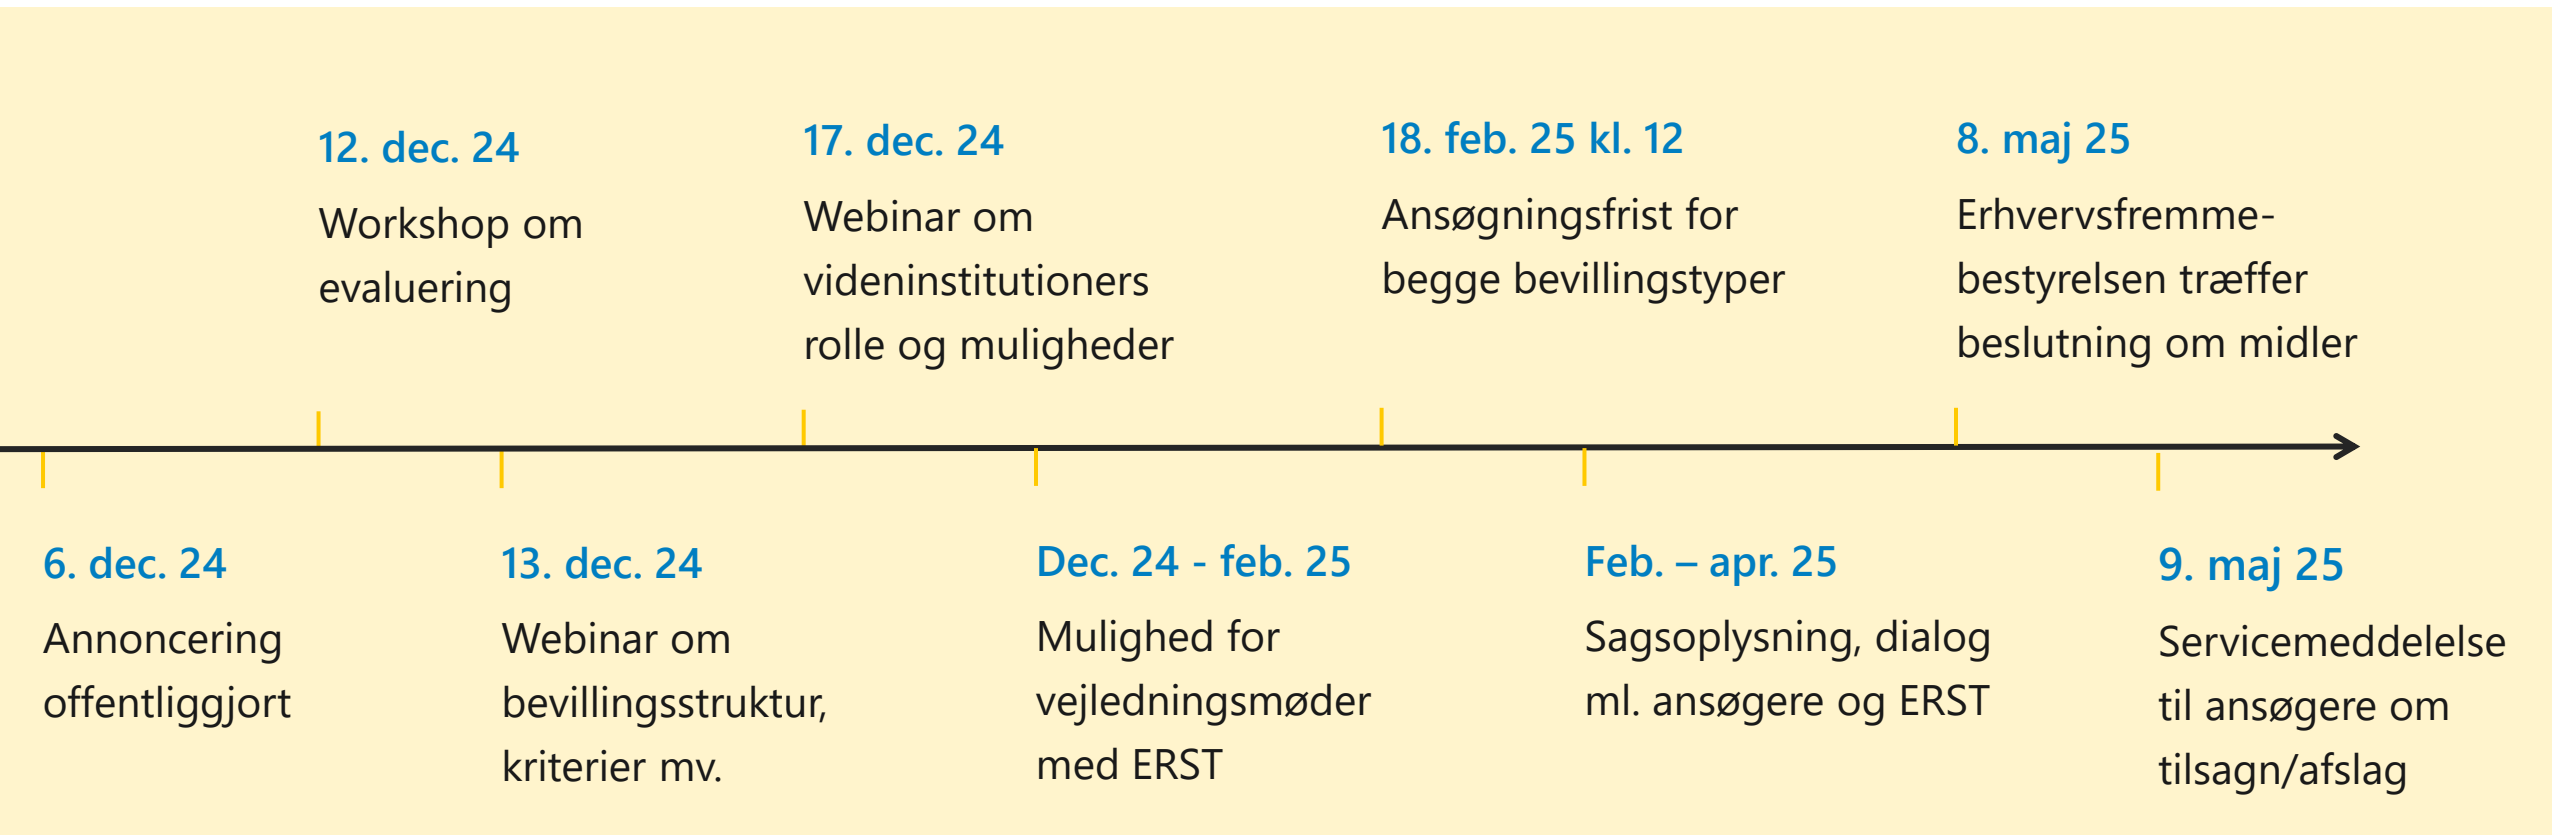 12. dec. 24
Workshop om
evaluering
17. dec. 24
Webinar om
videninstitutioners
rolle og muligheder
18. feb. 25 kl. 12
Ansøgningsfrist for
begge bevillingstyper
8. maj 25
Erhvervsfremme-
bestyrelsen træffer
beslutning om midler
6. dec. 24
Annoncering
offentliggjort
13. dec. 24
Webinar om
bevillingsstruktur,
kriterier mv.
Dec. 24 - feb. 25
Mulighed for
vejledningsmøder
med ERST
Feb. – apr. 25
Sagsoplysning, dialog
ml. ansøgere og ERST
9. maj 25
Servicemeddelelse
til ansøgere om
tilsagn/afslag